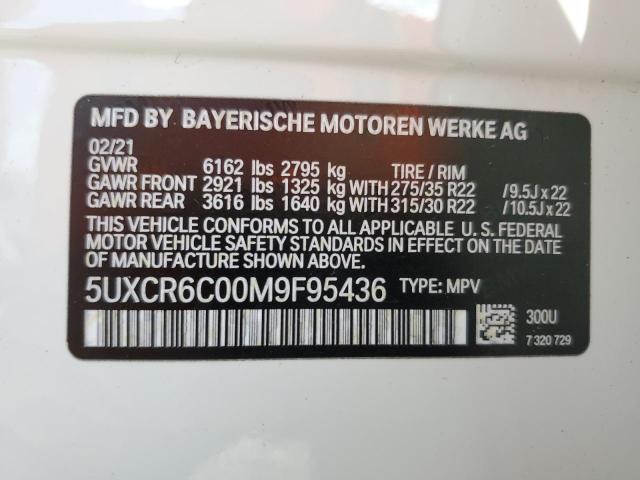 MFD BY BAYERISCHE MOTOREN WERKE AG
02/21
GVWR 6162 lbs 2795 kg TIRE / RIM
GAWR FRONT 2921 lbs 1325 kg WITH 275/35 R22 /9.5J x 22
GAWR REAR 3616 lbs 1640 kg WITH 315/30 R22 /10.5J x 22
THIS VEHICLE CONFORMS TO ALL APPLICABLE U. S. FEDERAL
MOTOR VEHICLE SAFETY STANDARDS IN EFFECT ON THE DATE
OF MANUFACTURE SHOWN ABOVE.
5UXCR6C00M9F95436 TYPE: MPV
300U
7 320 729